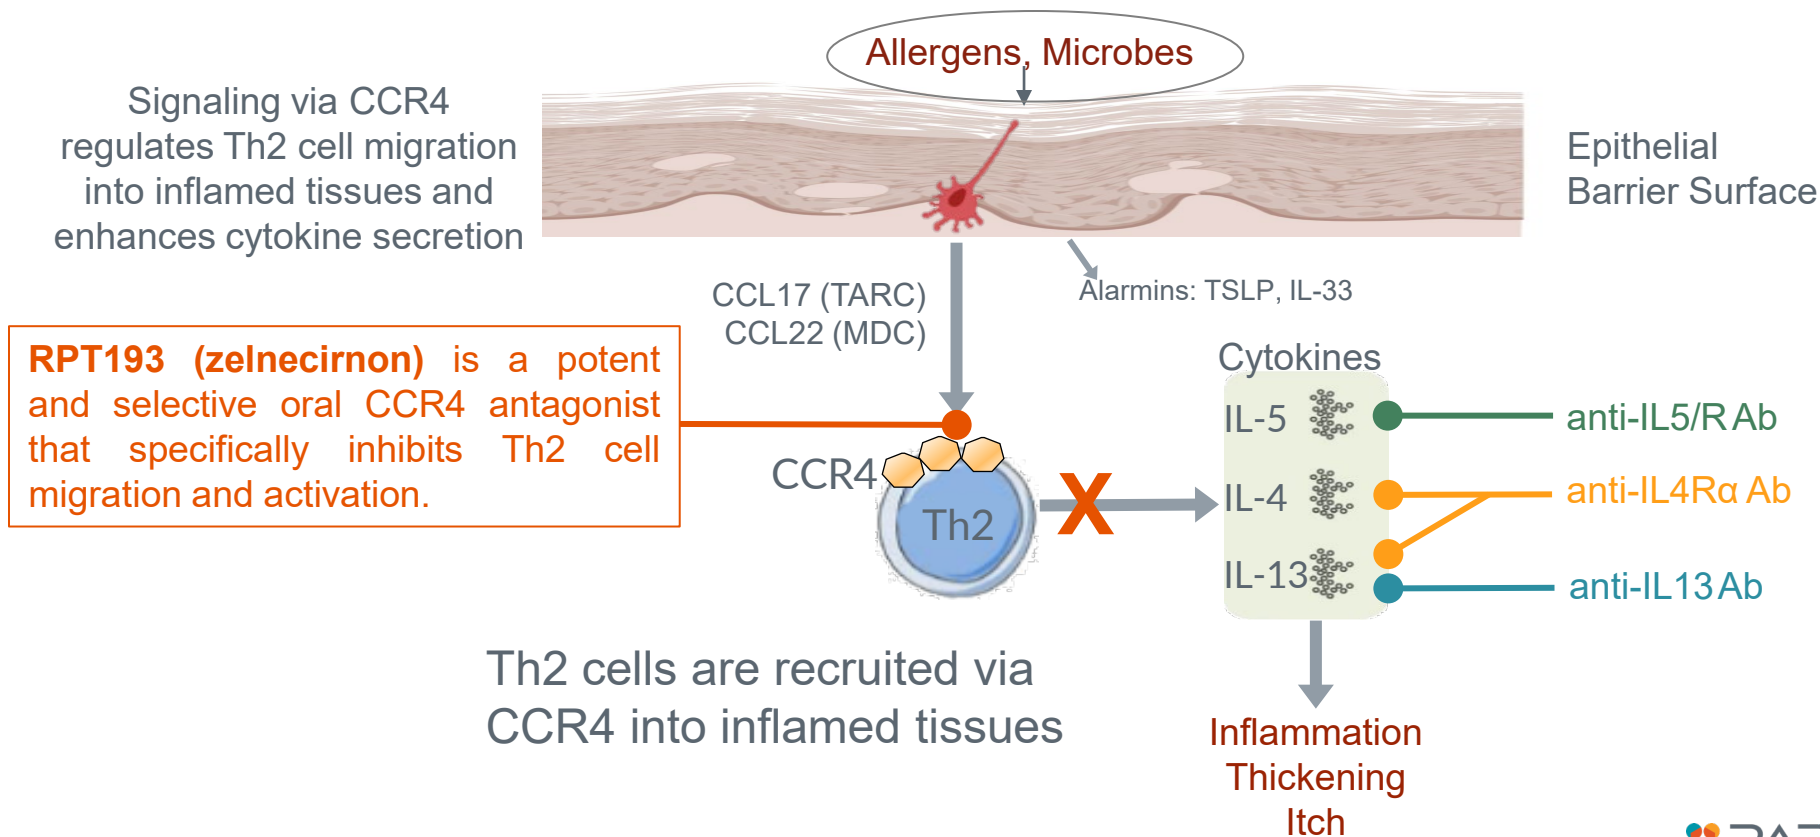 Allergens, Microbes
Signaling via CCR4
regulates Th2 cell migration
into inflamed tissues and
enhances cytokine secretion
Epithelial
Barrier Surface
CCL17 (TARC)
CCL22 (MDC)
Alarmins: TSLP, IL-33
RPT193 (zelnecirnon) is a potent
and selective oral CCR4 antagonist
that specifically inhibits Th2 cell
migration and activation.
CCR4
Th2
X
Cytokines
IL-5
IL-4
IL-13
anti-IL5/R Ab
anti-IL4Rα Ab
anti-IL13 Ab
Th2 cells are recruited via
CCR4 into inflamed tissues
Inflammation
Thickening
Itch